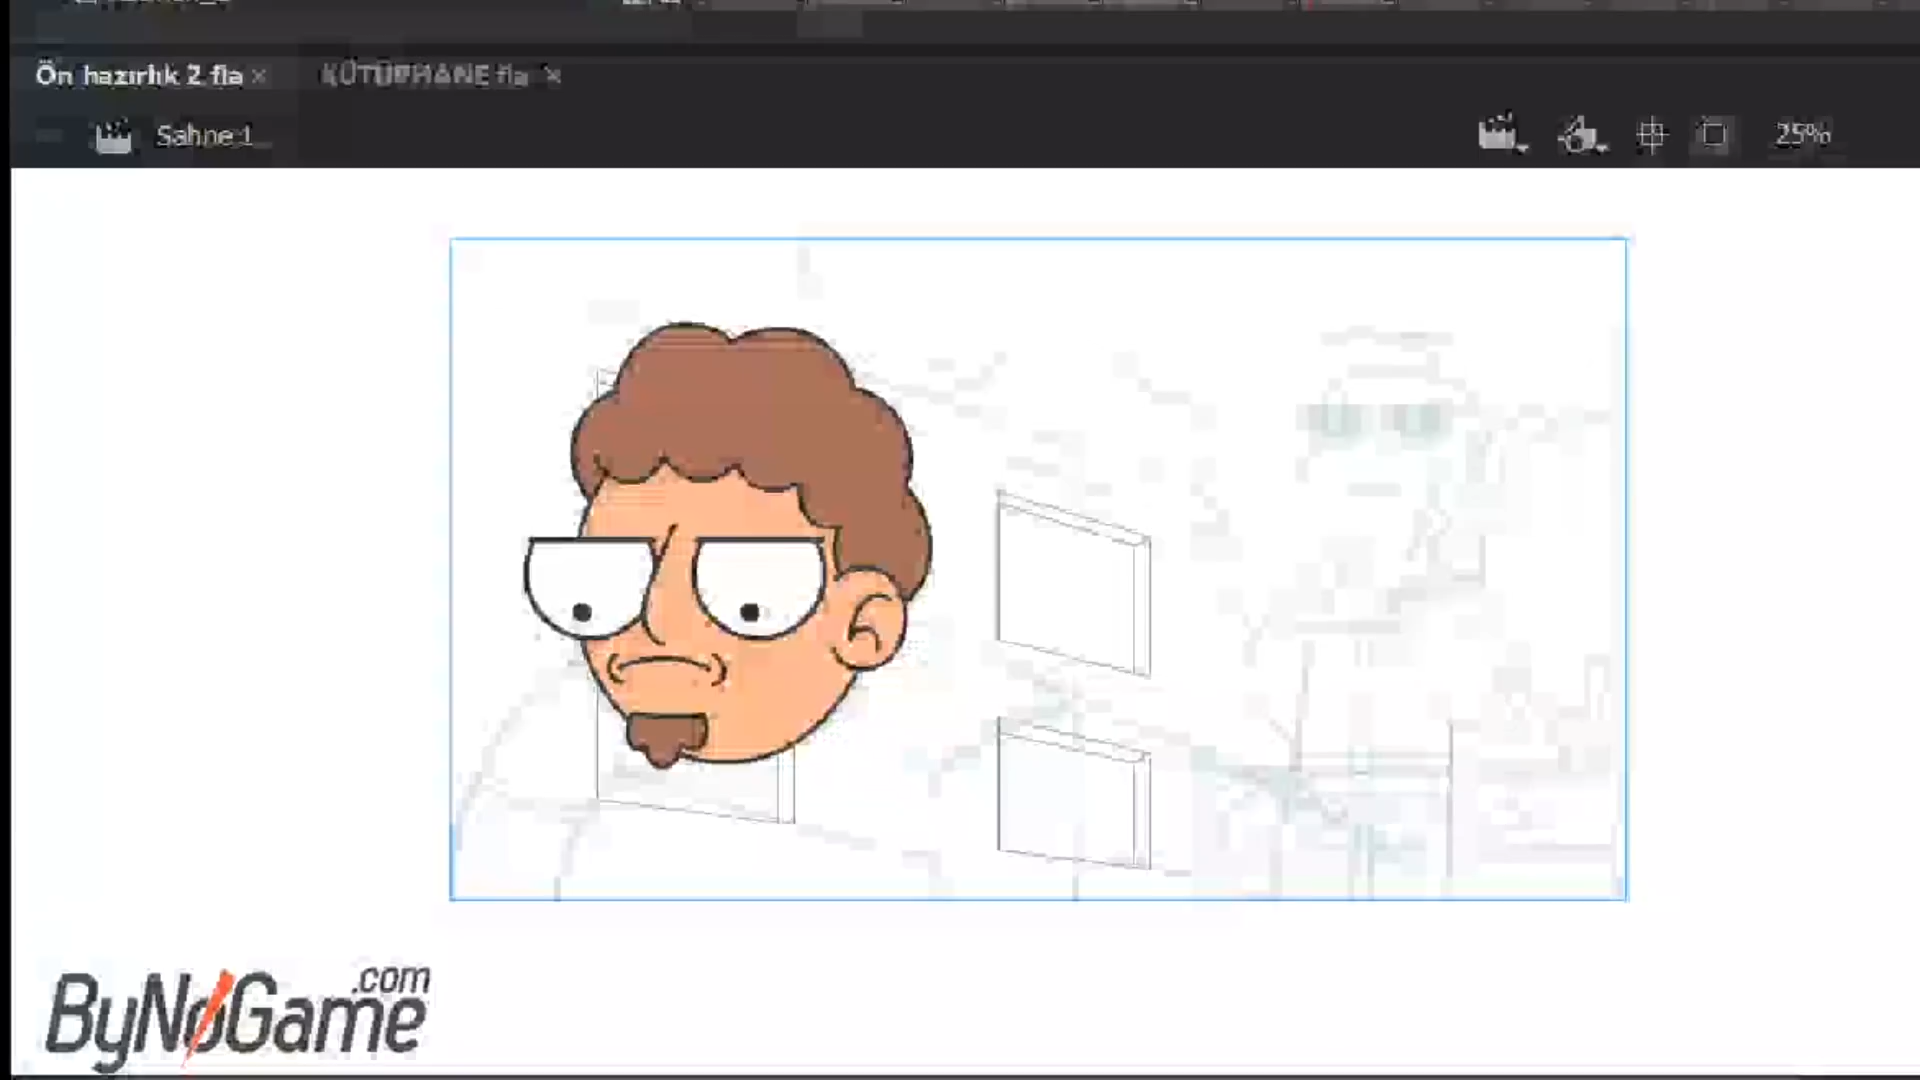 Ön hazırlık 2.fla ×
KÜTÜPHANE.fla ×
Sahne 1
25%
ByNoGame.com